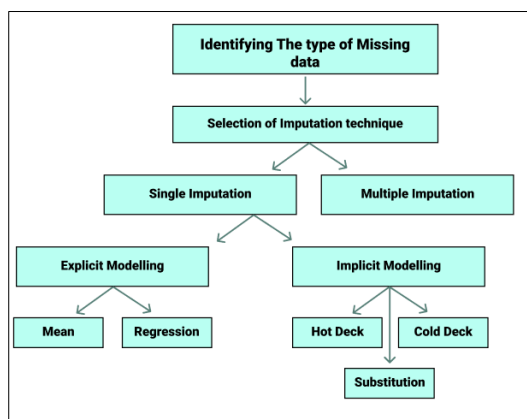 Identifying The type of Missing
data
Selection of Imputation technique
Single Imputation
Multiple Imputation
Explicit Modelling
Implicit Modelling
Mean
Regression
Hot Deck
Cold Deck
Substitution